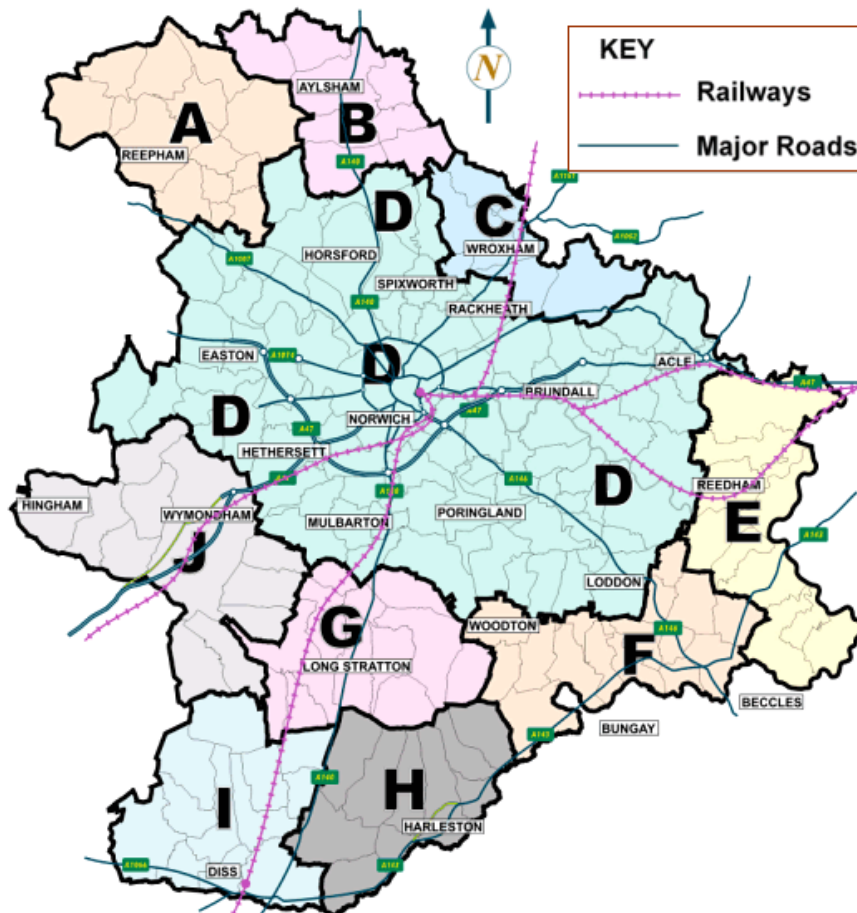 KEY
Railways
Major Roads
N
AYLSHAM
A
B
REEPHAM
A140
A1151
D
C
A1062
WROXHAM
HORSFORD
A1067
SPIXWORTH
A140
RACKHEATH
EASTON
A1074
D
ACLE
BRUNDALL
A47
D
NORWICH
A47
A47
HETHERSETT
D
REEDHAM
HINGHAM
WYMONDHAM
A146
MULBARTON
PORINGLAND
E
A143
J
LODDON
G
WOODTON
A146
F
LONG STRATTON
BECCLES
BUNGAY
A143
A140
H
I
HARLESTON
A1066
DISS
A143